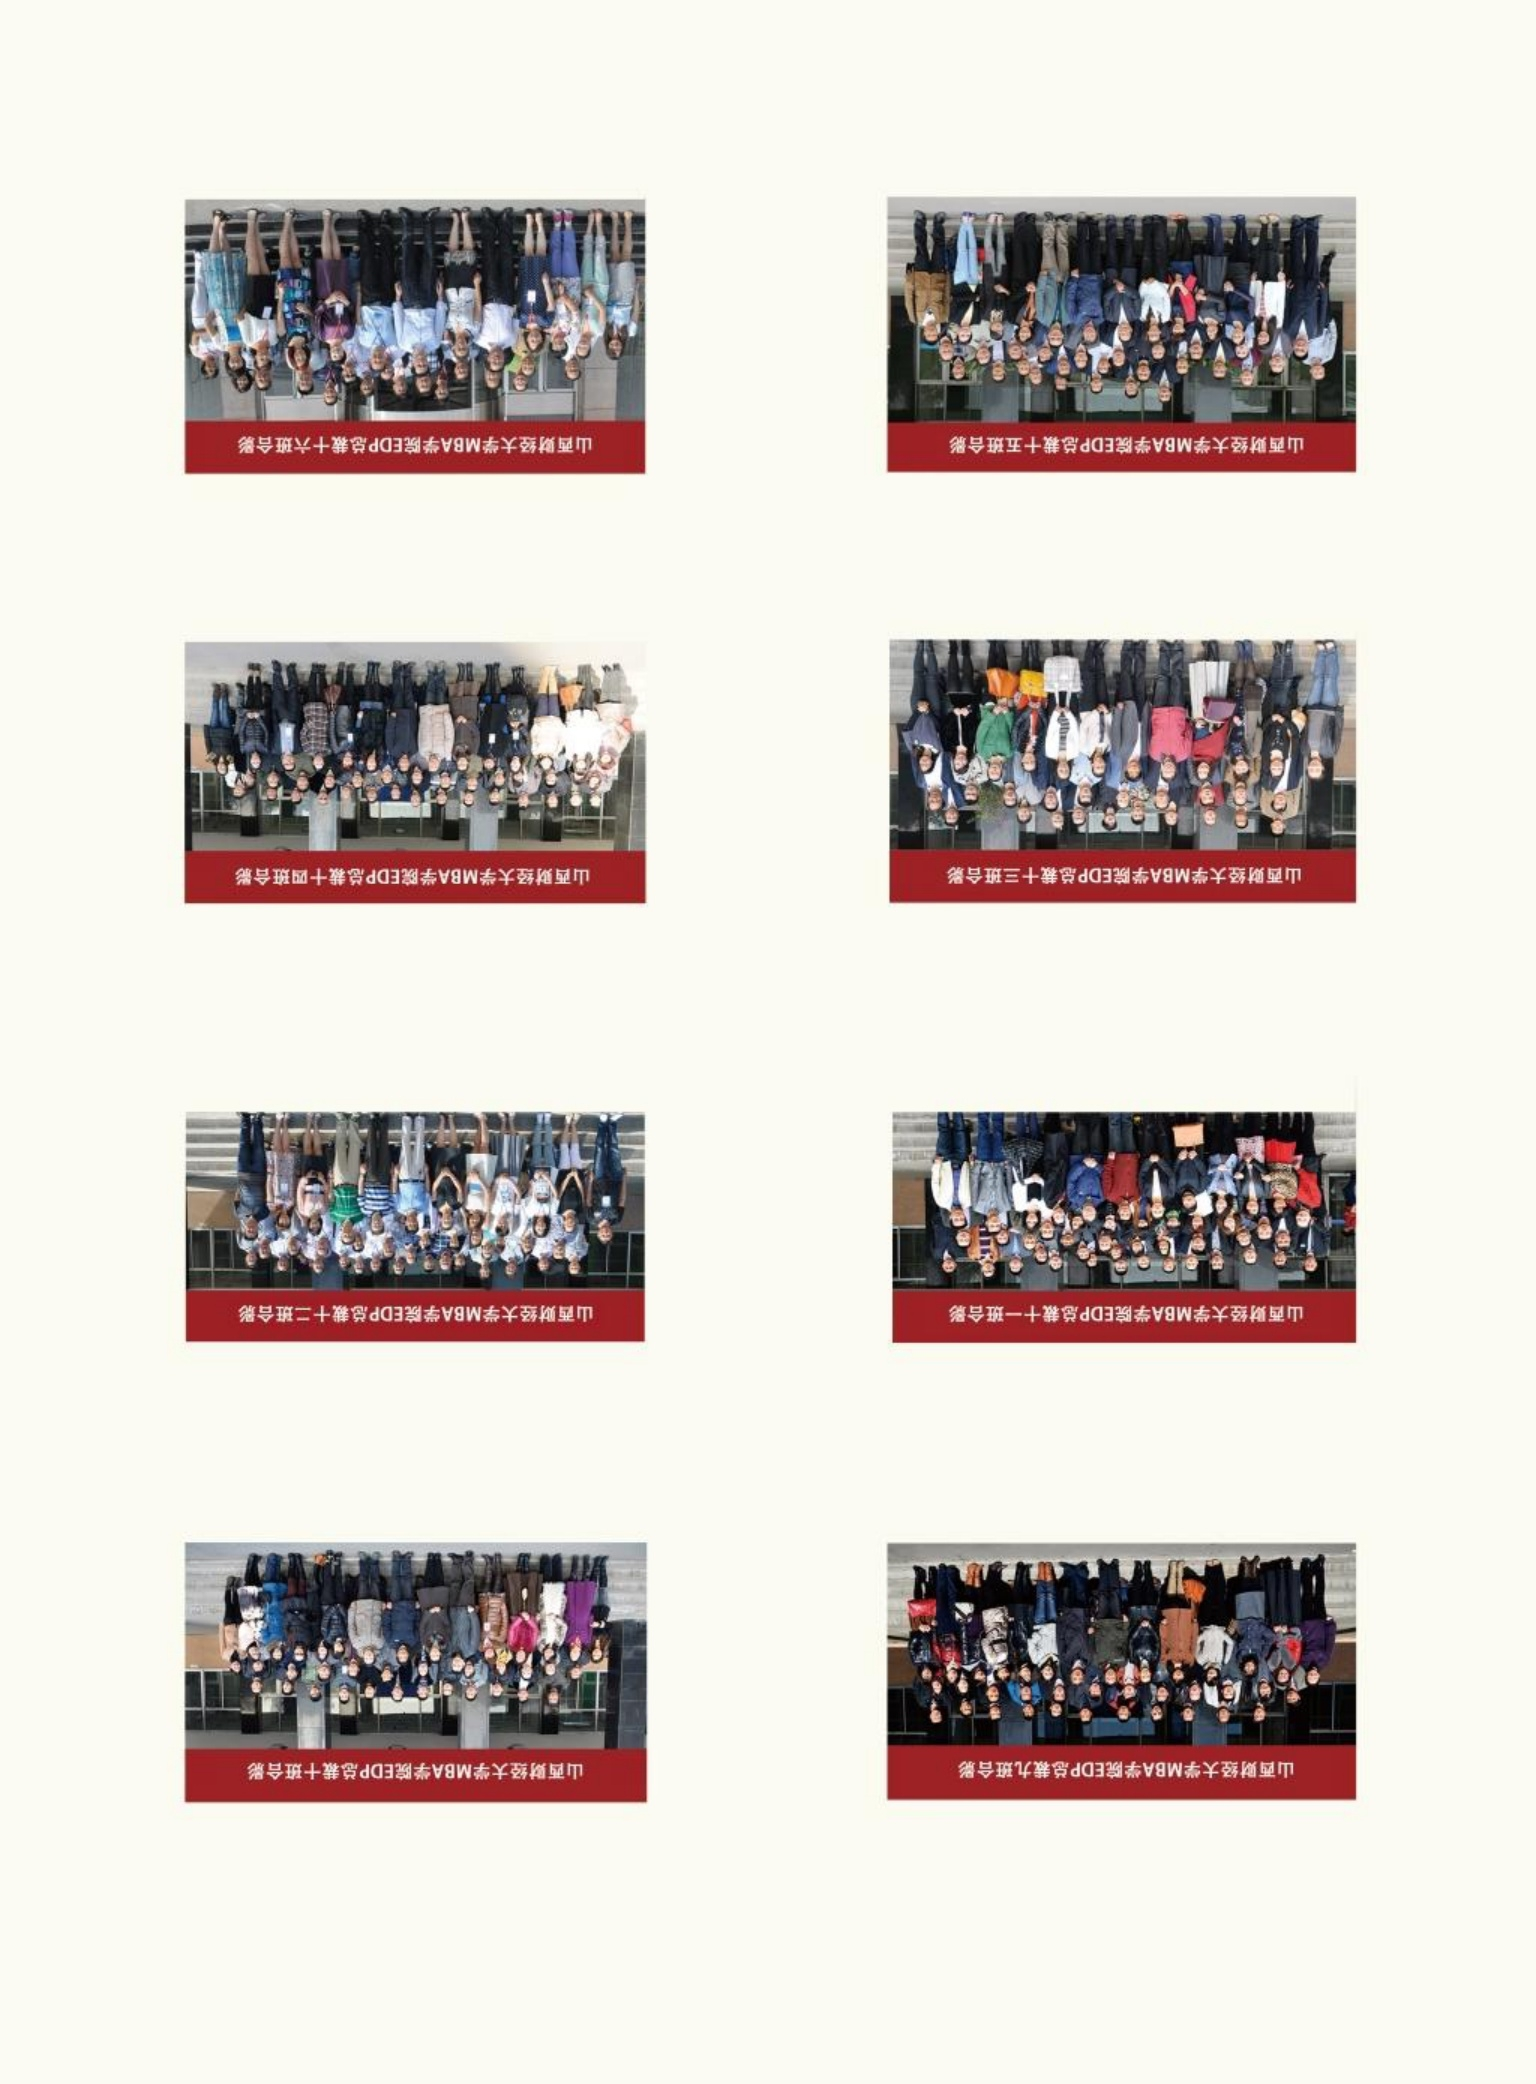 山西财经大学MBA学院EDP总裁九班合影
山西财经大学MBA学院EDP总裁十班合影
山西财经大学MBA学院EDP总裁十一班合影
山西财经大学MBA学院EDP总裁十二班合影
山西财经大学MBA学院EDP总裁十三班合影
山西财经大学MBA学院EDP总裁十四班合影
山西财经大学MBA学院EDP总裁十五班合影
山西财经大学MBA学院EDP总裁十六班合影